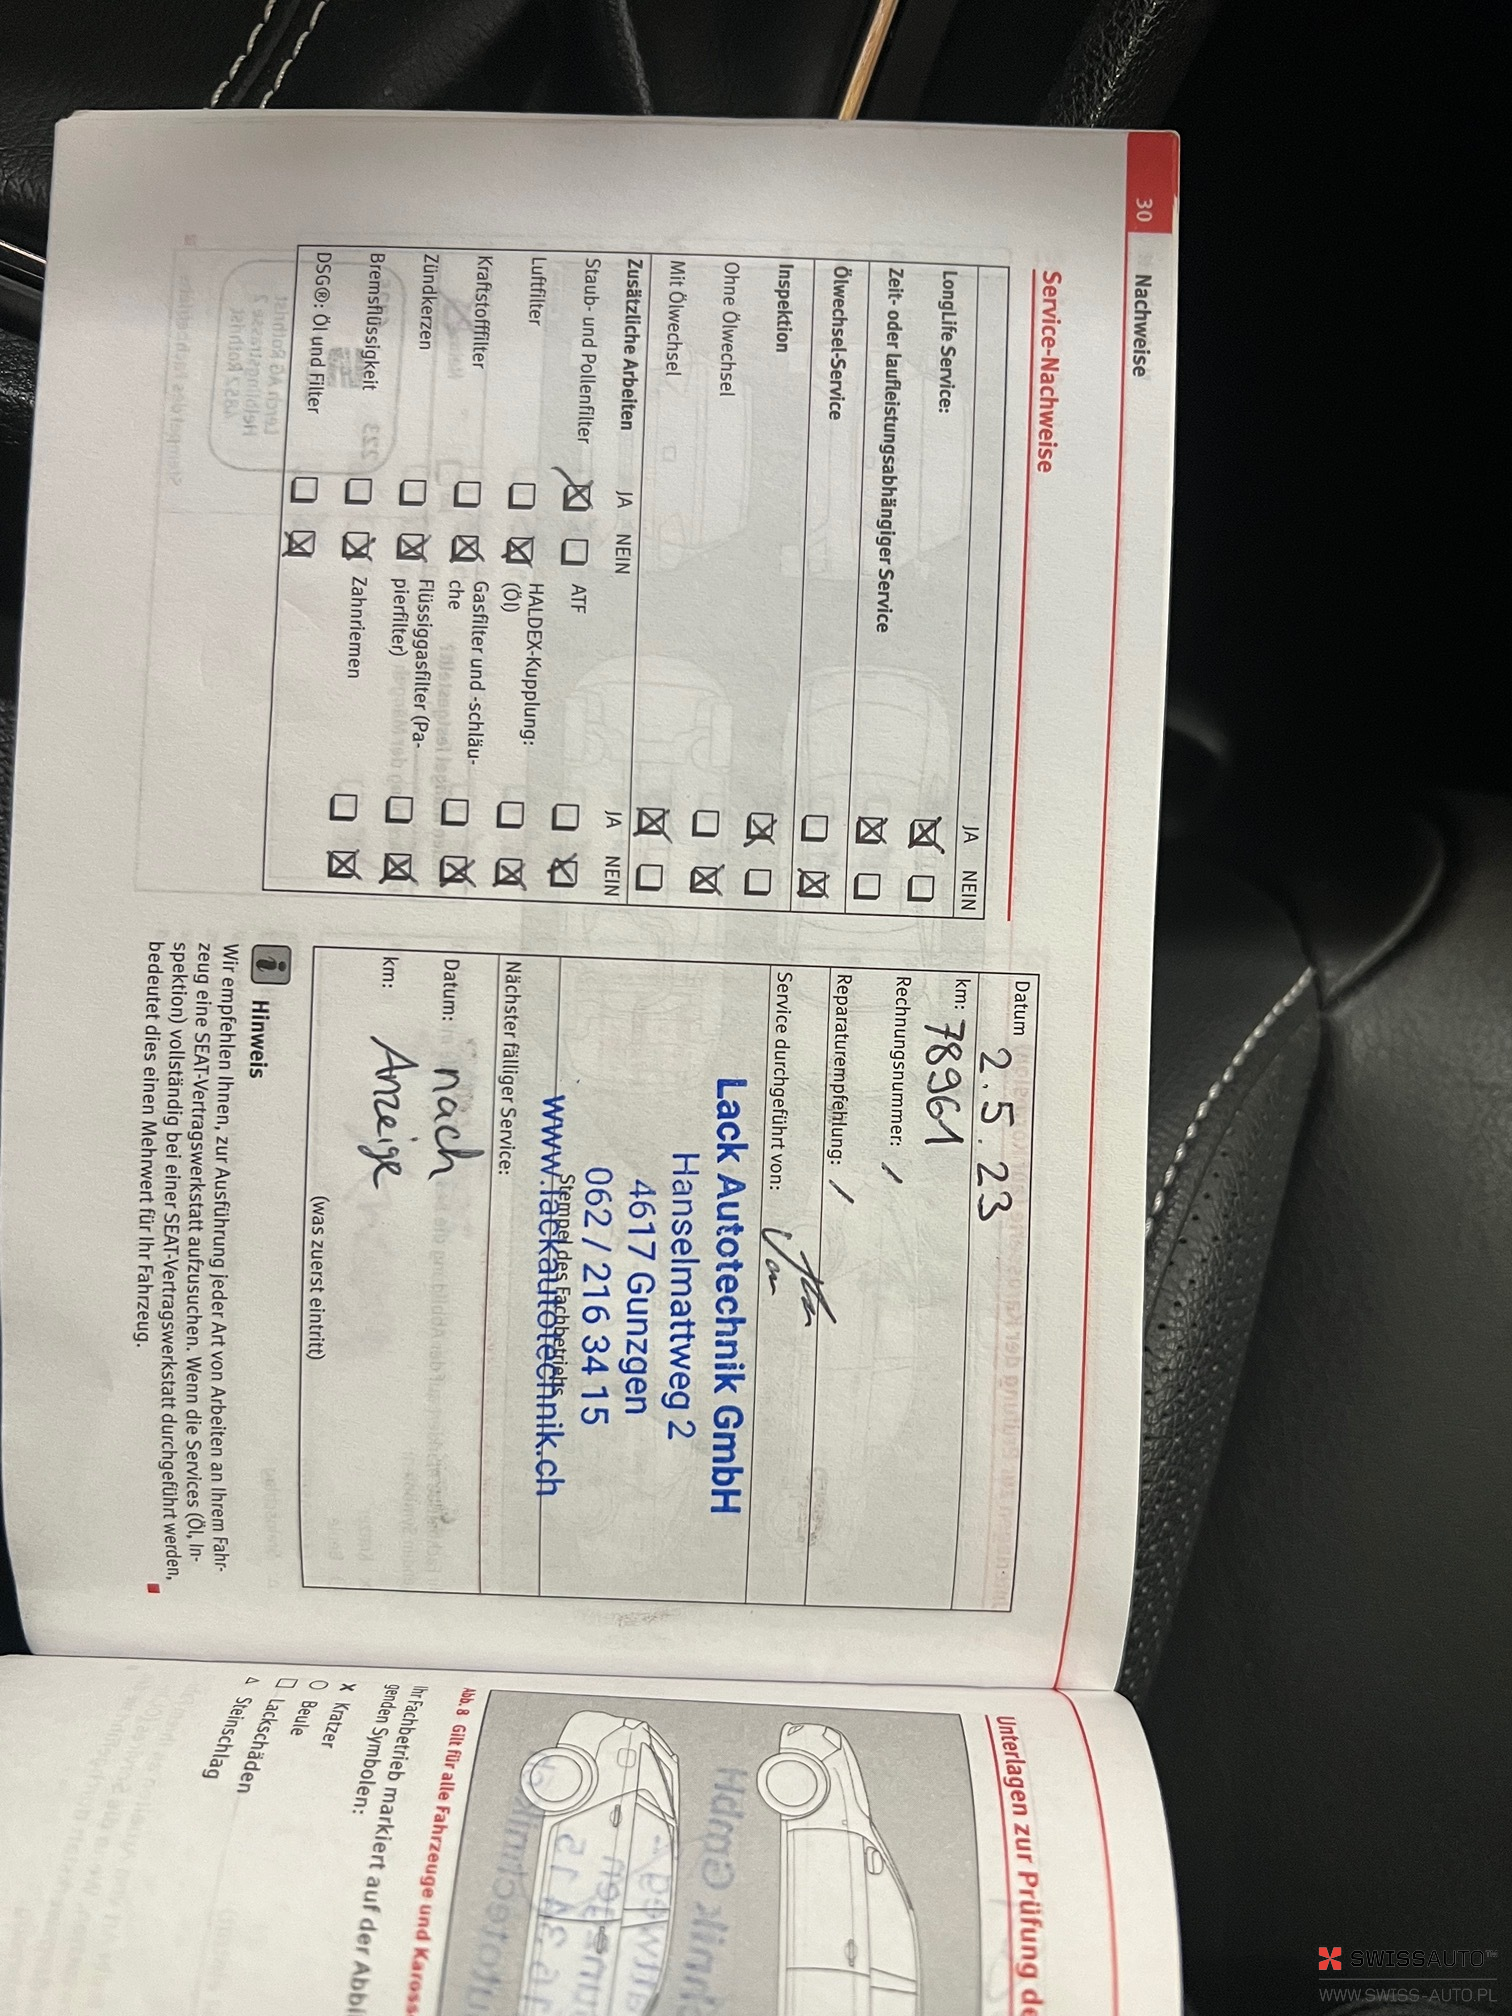 30
Nachweise
Service-Nachweise
JA NEIN
LongLife Service: ☒ ☐
Zeit- oder laufleistungsabhängiger Service ☒ ☐
Ölwechsel-Service ☐ ☒
Inspektion ☒ ☐
Ohne Ölwechsel ☐ ☒
Mit Ölwechsel ☒ ☐
Zusätzliche Arbeiten JA NEIN JA NEIN
Staub- und Pollenfilter ☒ ☐ ATF ☐ ☒
Luftfilter ☐ ☒ HALDEX-Kupplung:
(Öl) ☐ ☒
Kraftstofffilter ☐ ☒ Gasfilter und -schläu-
che ☐ ☒
Zündkerzen ☐ ☒ Flüssiggasfilter (Pa-
pierfilter) ☐ ☒
Bremsflüssigkeit ☐ ☒ Zahnriemen ☐ ☒
DSG®: Öl und Filter ☐ ☒
Datum 2.5.23
km: 78961
Rechnungsnummer: /
Reparaturempfehlung: /
Service durchgeführt von:
Lack Autotechnik GmbH
Hanselmattweg 2
4617 Gunzgen
062 / 216 34 15
Stempel des Fachbetriebs
www.lackautotechnik.ch
Nächster fälliger Service:
Datum: nach
km: Anzeige
(was zuerst eintritt)
i Hinweis
Wir empfehlen Ihnen, zur Ausführung jeder Art von Arbeiten an Ihrem Fahr-
zeug eine SEAT-Vertragswerkstatt aufzusuchen. Wenn die Services (Öl, In-
spektion) vollständig bei einer SEAT-Vertragswerkstatt durchgeführt werden,
bedeutet dies einen Mehrwert für Ihr Fahrzeug.
Unterlagen zur Prüfung de
Abb. 8 Gilt für alle Fahrzeuge und Kaross
Ihr Fachbetrieb markiert auf der Abbi
genden Symbolen:
x Kratzer
○ Beule
☐ Lackschäden
Steinschlag
SWISSAUTO™
WWW.SWISS-AUTO.PL